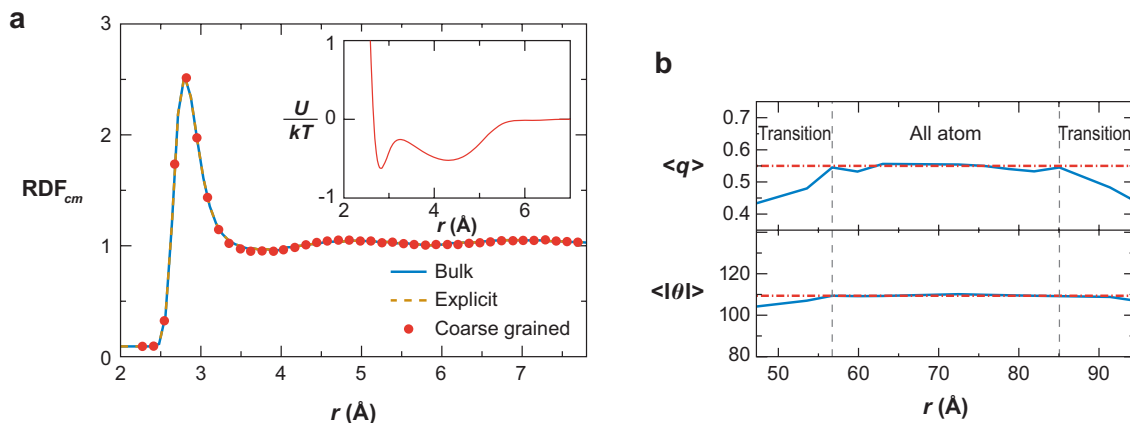 a
3
2
1
0
RDFcm
2
3
4
5
6
7
r (Å)
Bulk
Explicit
Coarse grained
1
0
-1
U
kT
2
4
6
r (Å)
b
Transition
All atom
Transition
0.7
0.6
0.5
0.4
<q>
120
100
80
<|θ|>
50
60
70
80
90
r (Å)